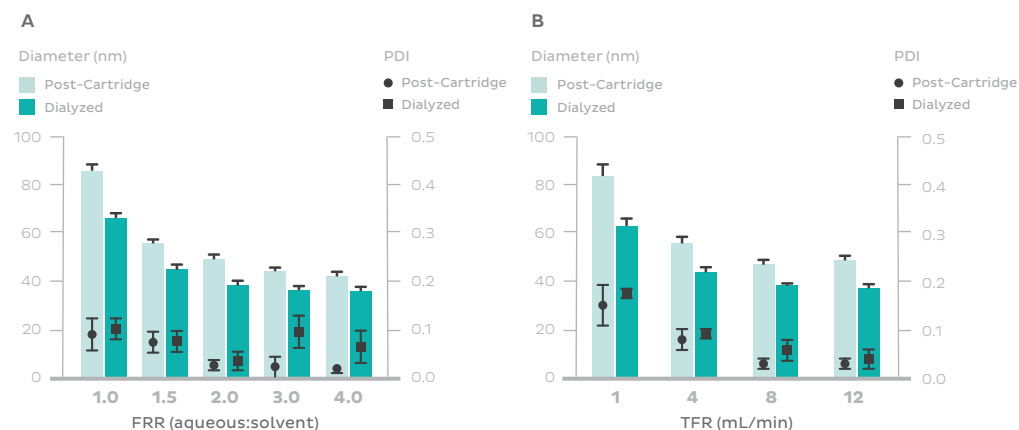 A
Diameter (nm)
PDI
Post-Cartridge
Post-Cartridge
Dialyzed
Dialyzed
100
80
60
40
20
0
0.5
0.4
0.3
0.2
0.1
0.0
1.0 1.5 2.0 3.0 4.0
FRR (aqueous:solvent)
B
Diameter (nm)
PDI
Post-Cartridge
Post-Cartridge
Dialyzed
Dialyzed
100
80
60
40
20
0
0.5
0.4
0.3
0.2
0.1
0.0
1 4 8 12
TFR (mL/min)